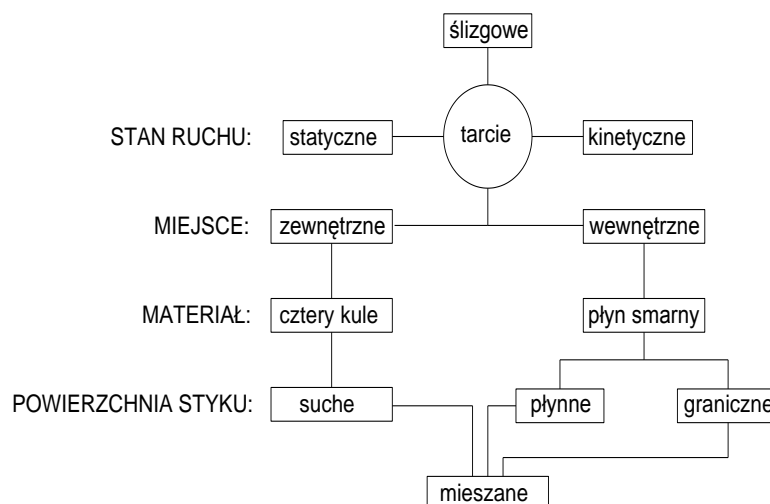 ślizgowe
STAN RUCHU: statyczne tarcie kinetyczne
MIEJSCE: zewnętrzne wewnętrzne
MATERIAŁ: cztery kule płyn smarny
POWIERZCHNIA STYKU: suche płynne graniczne
mieszane